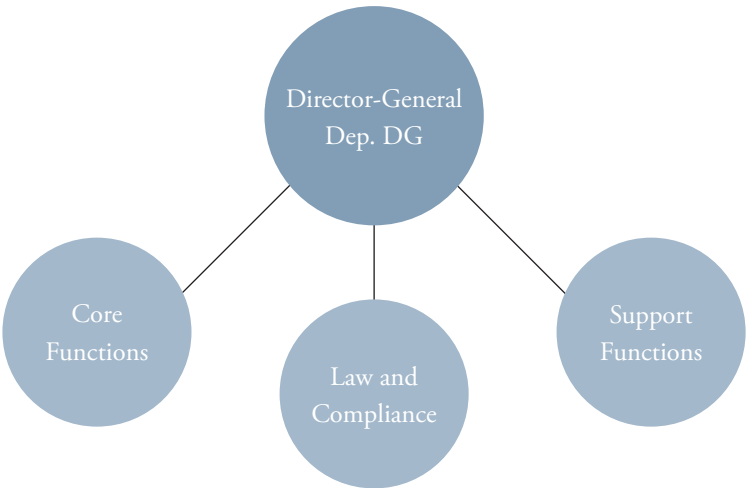 Director-General
Dep. DG
Core
Functions
Law and
Compliance
Support
Functions